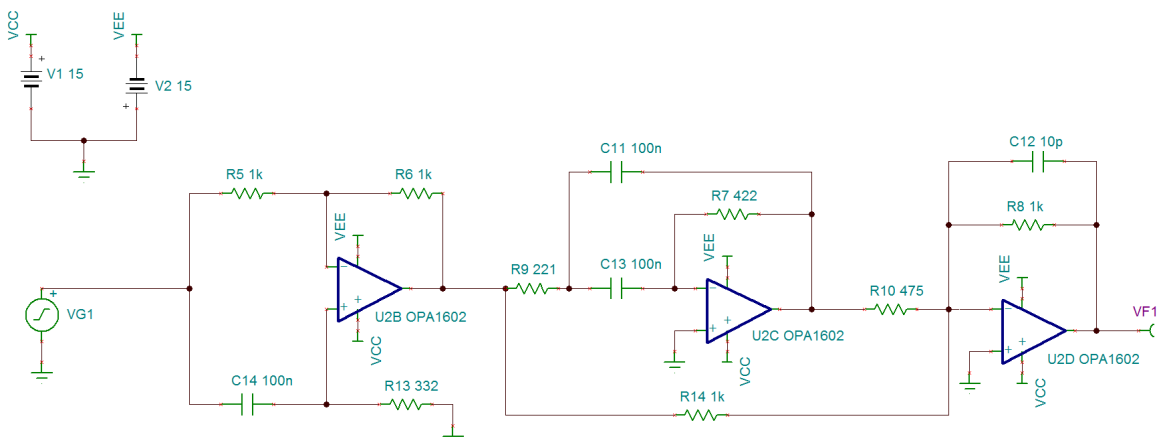 VCC
VEE
+
V1 15
V2 15
+
C12 10p
C11 100n
R5 1k
R6 1k
R7 422
R8 1k
VEE
VEE
VEE
R9 221
C13 100n
R10 475
+
VG1
U2B OPA1602
U2C OPA1602
VF1
U2D OPA1602
VCC
VCC
VCC
C14 100n
R13 332
R14 1k